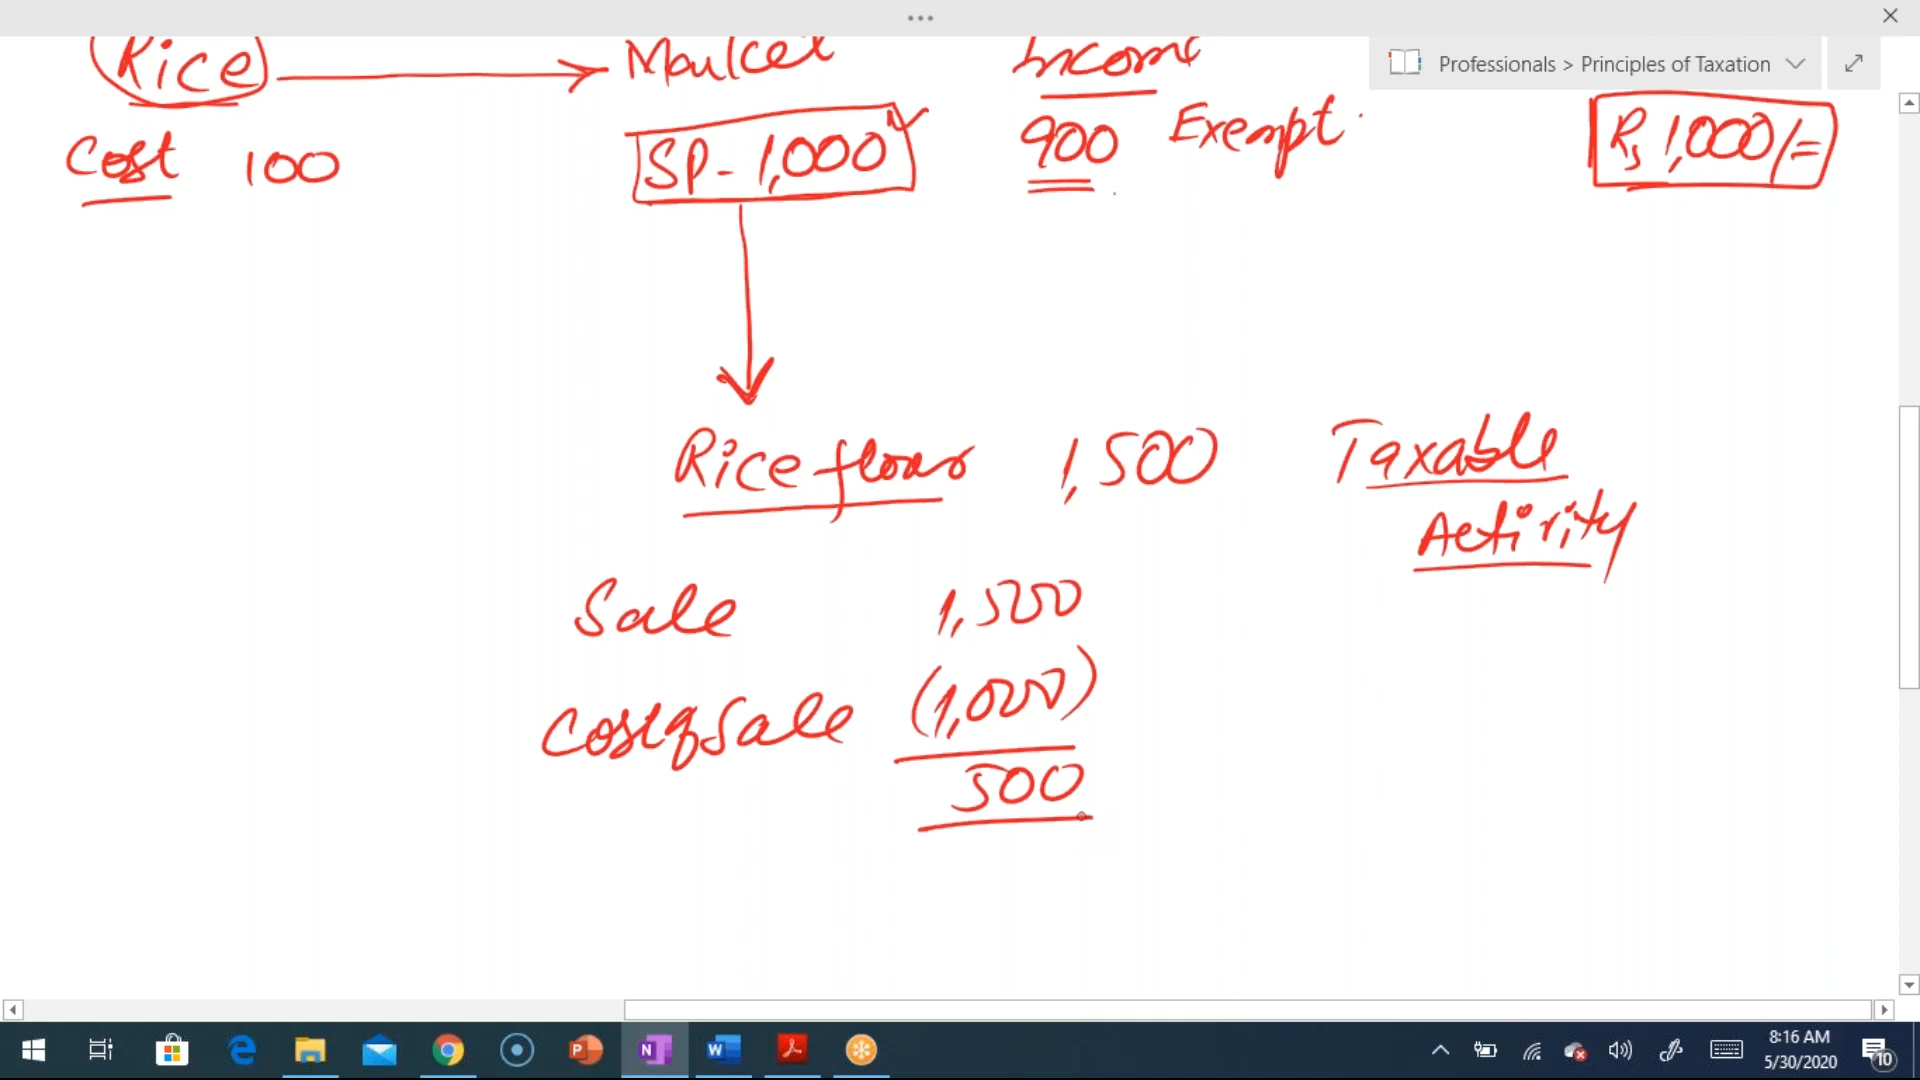 Rice Market Income
Professionals > Principles of Taxation
Cost 100 SP - 1,000 900 Exempt Rs 1,000/=
Rice flour 1,500 Taxable
Activity
Sale 1,500
Cost of Sale (1,000)
500
8:16 AM
5/30/2020
10